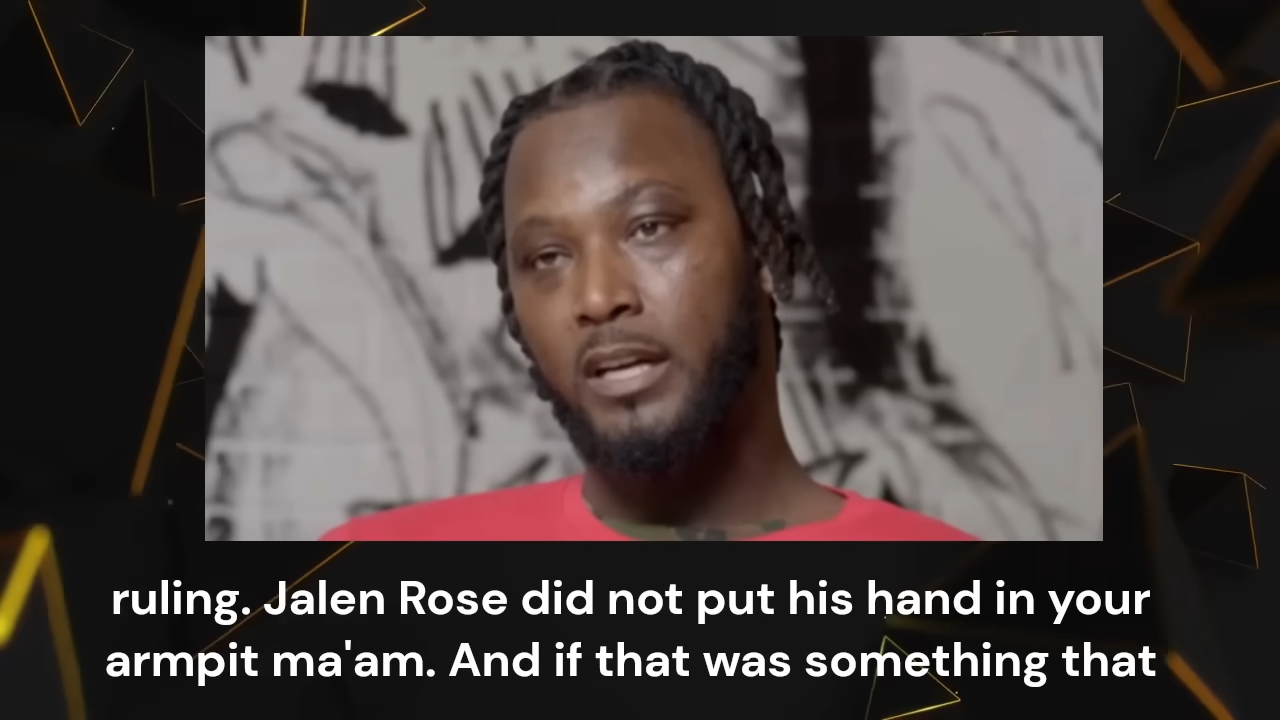 ruling. Jalen Rose did not put his hand in your
armpit ma'am. And if that was something that